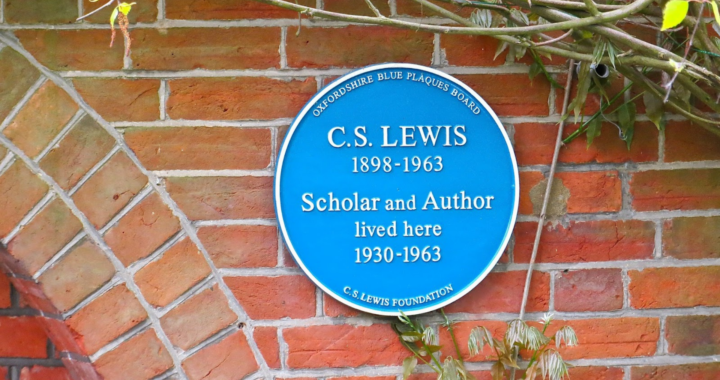 OXFORDSHIRE BLUE PLAQUES BOARD
C.S. LEWIS
1898-1963
Scholar and Author
lived here
1930-1963
C.S. LEWIS FOUNDATION